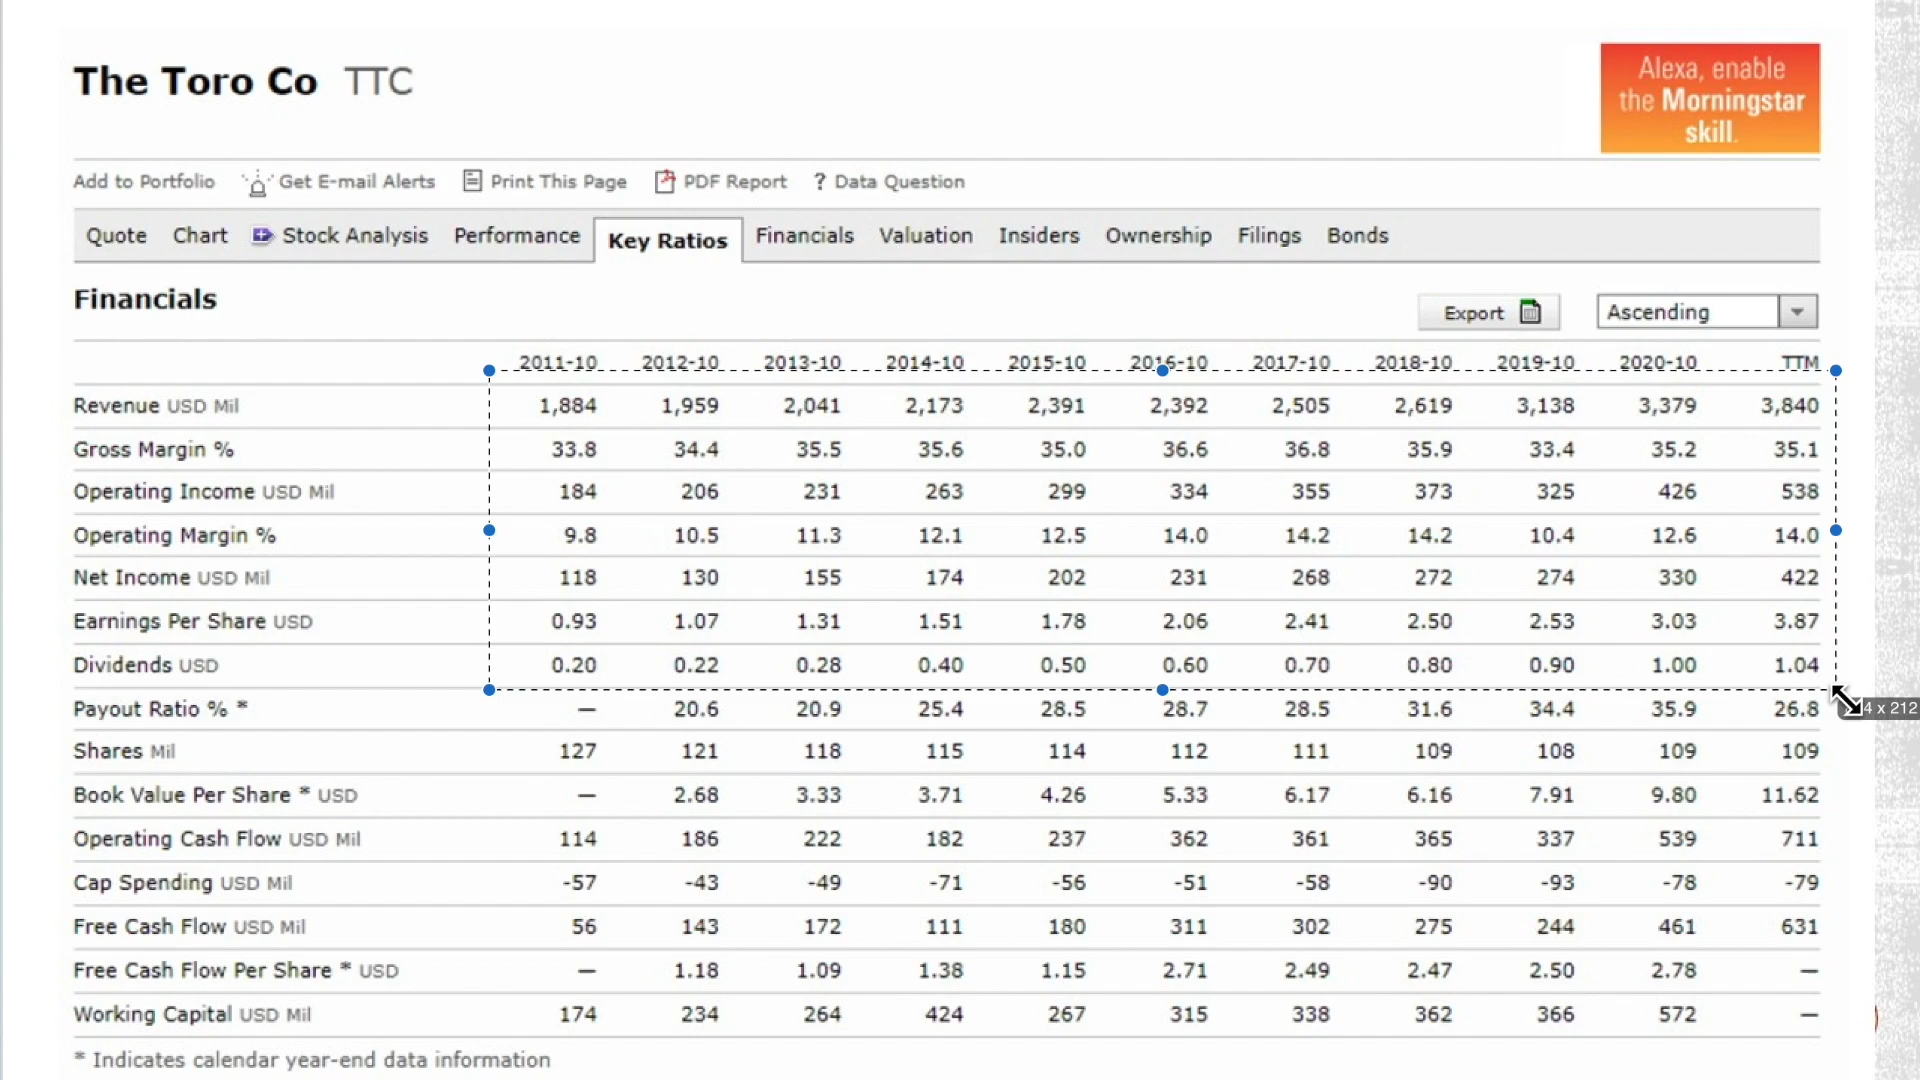 The Toro Co TTC
Alexa, enable
the Morningstar
skill.
Add to Portfolio Get E-mail Alerts Print This Page PDF Report ? Data Question
Quote Chart Stock Analysis Performance Key Ratios Financials Valuation Insiders Ownership Filings Bonds
Financials
Export Ascending
2011-10 2012-10 2013-10 2014-10 2015-10 2016-10 2017-10 2018-10 2019-10 2020-10 TTM
Revenue USD Mil 1,884 1,959 2,041 2,173 2,391 2,392 2,505 2,619 3,138 3,379 3,840
Gross Margin % 33.8 34.4 35.5 35.6 35.0 36.6 36.8 35.9 33.4 35.2 35.1
Operating Income USD Mil 184 206 231 263 299 334 355 373 325 426 538
Operating Margin % 9.8 10.5 11.3 12.1 12.5 14.0 14.2 14.2 10.4 12.6 14.0
Net Income USD Mil 118 130 155 174 202 231 268 272 274 330 422
Earnings Per Share USD 0.93 1.07 1.31 1.51 1.78 2.06 2.41 2.50 2.53 3.03 3.87
Dividends USD 0.20 0.22 0.28 0.40 0.50 0.60 0.70 0.80 0.90 1.00 1.04
Payout Ratio % * — 20.6 20.9 25.4 28.5 28.7 28.5 31.6 34.4 35.9 26.8
4 x 212
Shares Mil 127 121 118 115 114 112 111 109 108 109 109
Book Value Per Share * USD — 2.68 3.33 3.71 4.26 5.33 6.17 6.16 7.91 9.80 11.62
Operating Cash Flow USD Mil 114 186 222 182 237 362 361 365 337 539 711
Cap Spending USD Mil -57 -43 -49 -71 -56 -51 -58 -90 -93 -78 -79
Free Cash Flow USD Mil 56 143 172 111 180 311 302 275 244 461 631
Free Cash Flow Per Share * USD — 1.18 1.09 1.38 1.15 2.71 2.49 2.47 2.50 2.78 —
Working Capital USD Mil 174 234 264 424 267 315 338 362 366 572 —
* Indicates calendar year-end data information